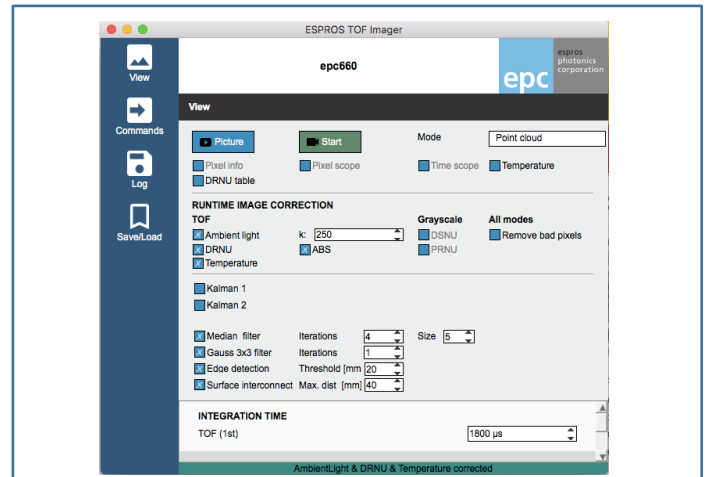 ESPROS TOF Imager
View
Commands
Log
Save/Load
epc660
epc
espros
photonics
corporation
View
Picture Start Mode Point cloud
Pixel info Pixel scope Time scope Temperature
DRNU table
RUNTIME IMAGE CORRECTION
TOF Grayscale All modes
Ambient light k: 250 DSNU Remove bad pixels
DRNU ABS PRNU
Temperature
Kalman 1
Kalman 2
Median filter Iterations 4 Size 5
Gauss 3x3 filter Iterations 1
Edge detection Threshold [mm 20
Surface interconnect Max. dist [mm] 40
INTEGRATION TIME
TOF (1st) 1800 µs
AmbientLight & DRNU & Temperature corrected